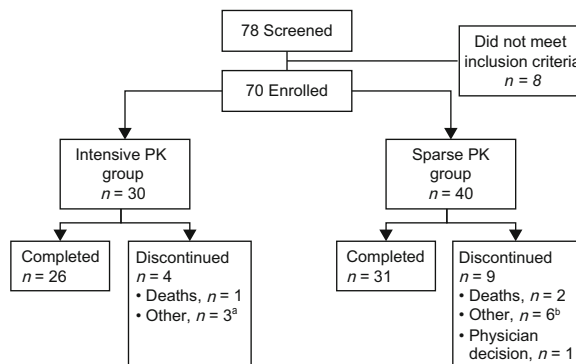 78 Screened
Did not meet
inclusion criteria
n = 8
70 Enrolled
Intensive PK
group
n = 30
Sparse PK
group
n = 40
Completed
n = 26
Discontinued
n = 4
• Deaths, n = 1
• Other, n = 3ᵃ
Completed
n = 31
Discontinued
n = 9
• Deaths, n = 2
• Other, n = 6ᵇ
• Physician
decision, n = 1